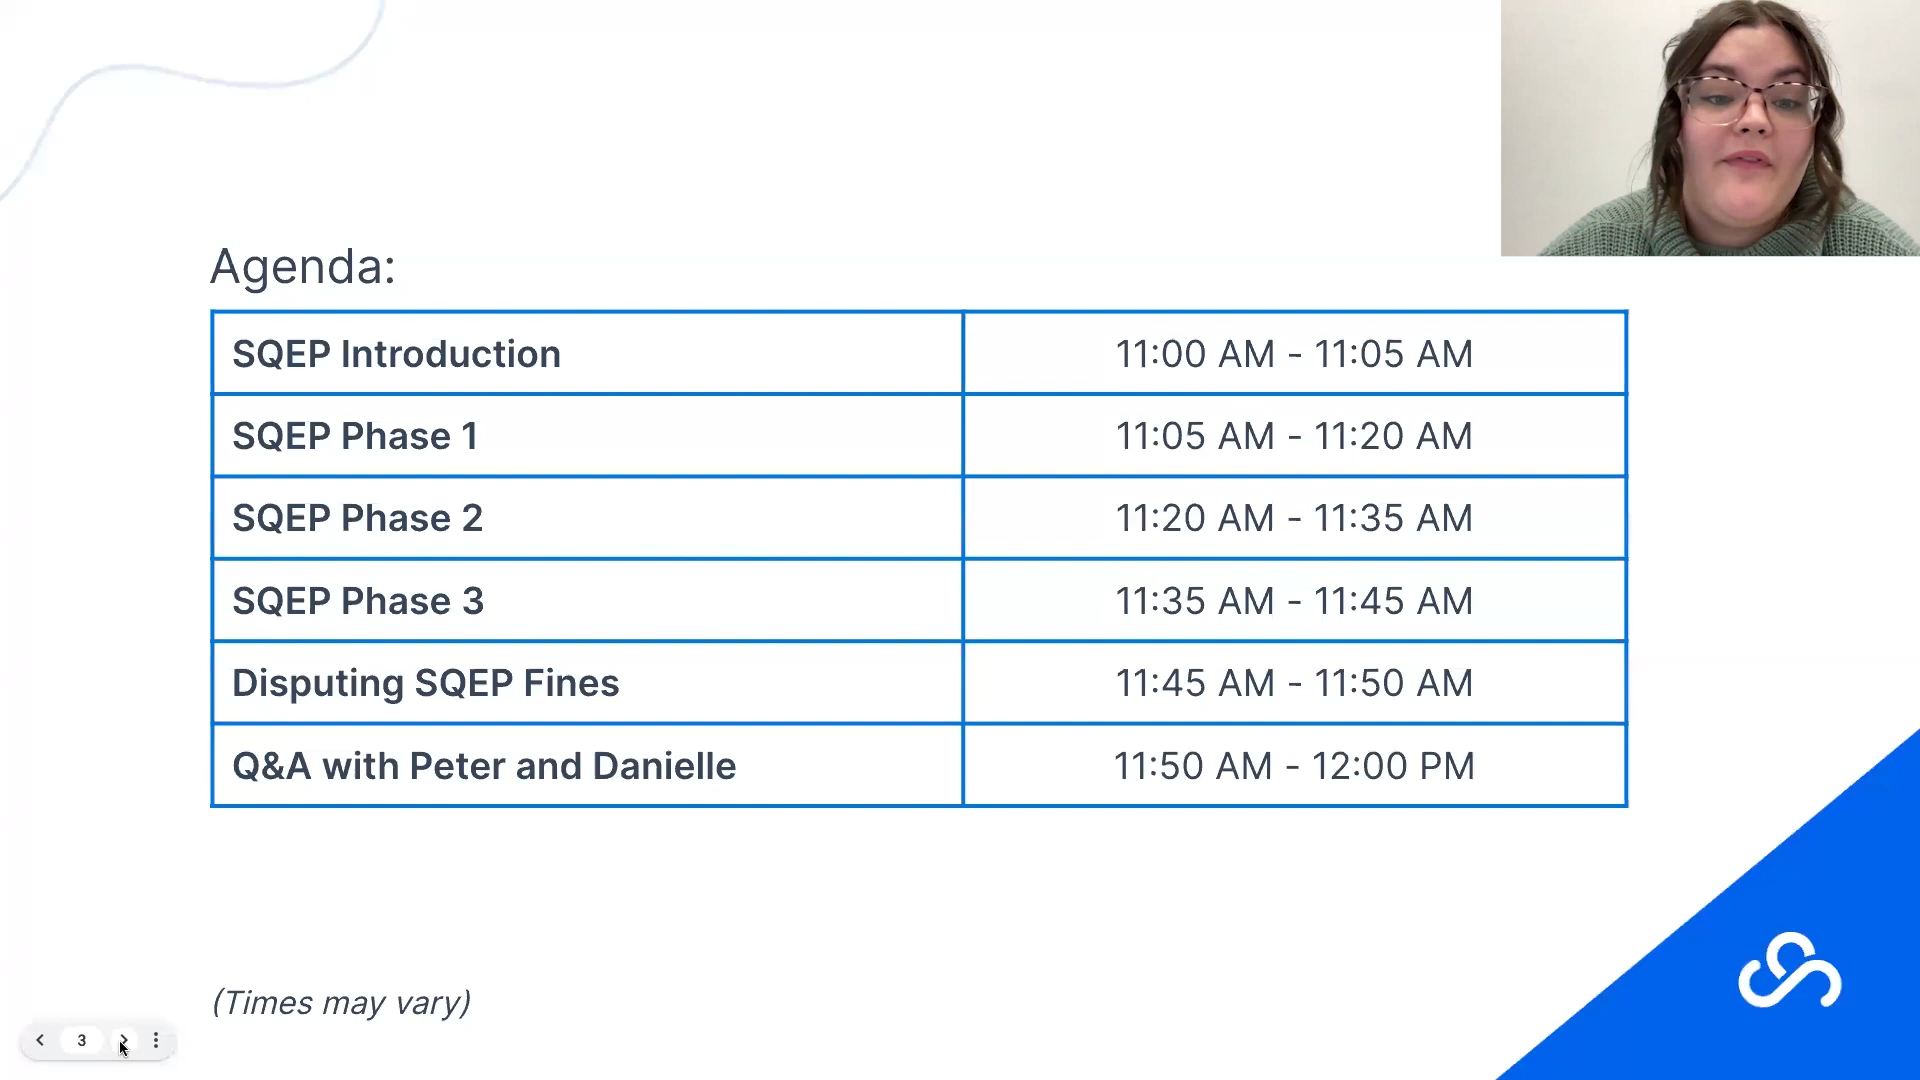 Agenda:
SQEP Introduction 11:00 AM - 11:05 AM
SQEP Phase 1 11:05 AM - 11:20 AM
SQEP Phase 2 11:20 AM - 11:35 AM
SQEP Phase 3 11:35 AM - 11:45 AM
Disputing SQEP Fines 11:45 AM - 11:50 AM
Q&A with Peter and Danielle 11:50 AM - 12:00 PM
(Times may vary)
3